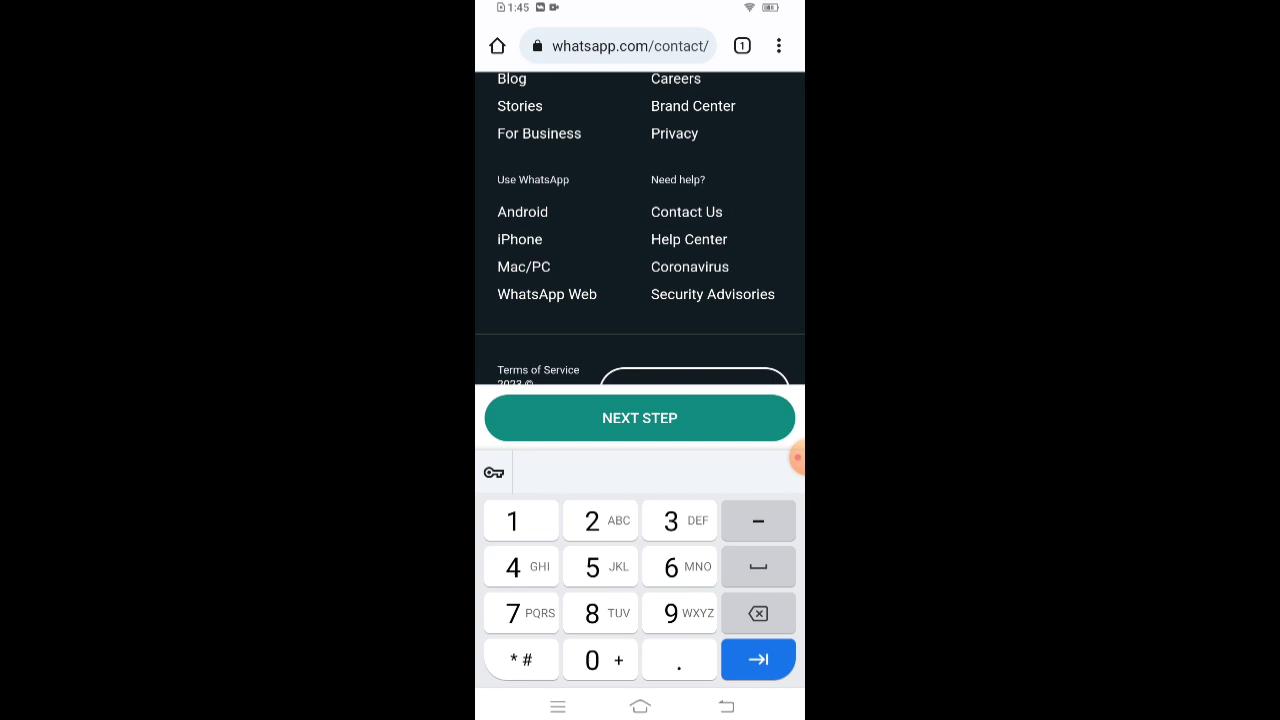 1:45
whatsapp.com/contact/
1
Blog Careers
Stories Brand Center
For Business Privacy
Use WhatsApp Need help?
Android Contact Us
iPhone Help Center
Mac/PC Coronavirus
WhatsApp Web Security Advisories
Terms of Service
2023 ©
NEXT STEP
1 2 ABC 3 DEF –
4 GHI 5 JKL 6 MNO
7 PQRS 8 TUV 9 WXYZ
* # 0 + .